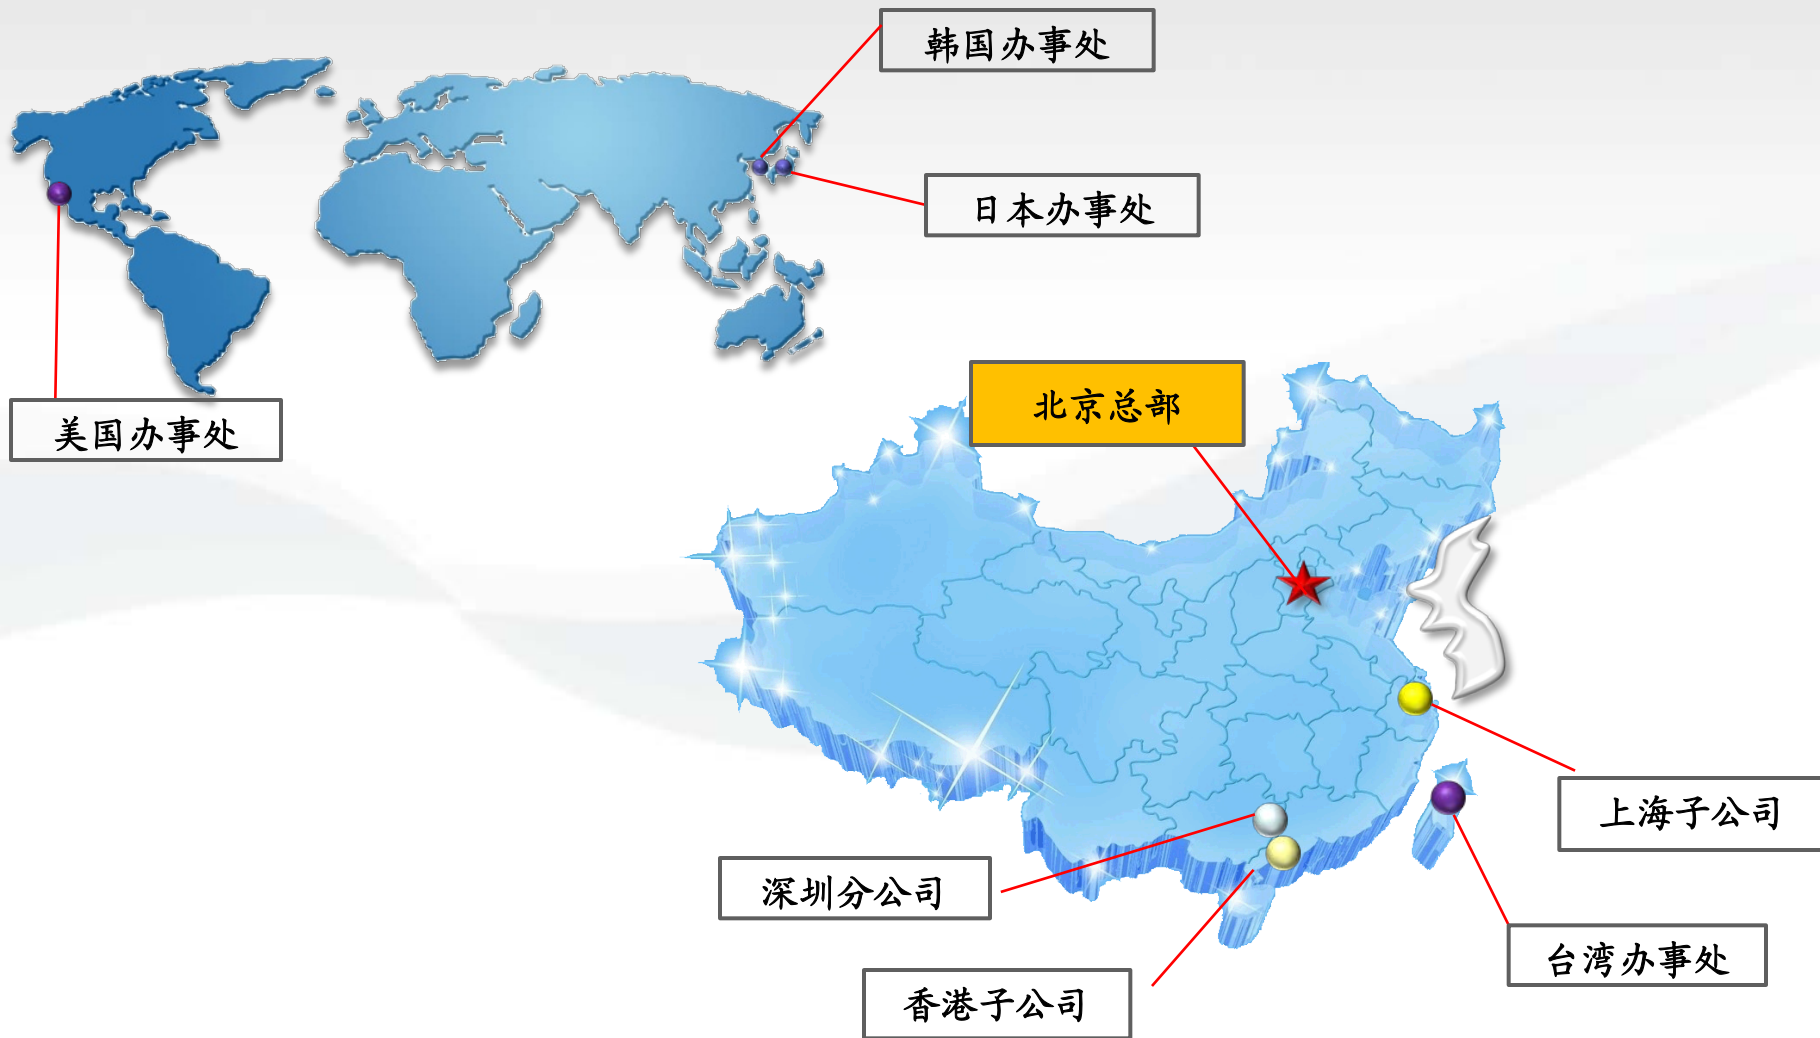 韩国办事处
日本办事处
美国办事处
北京总部
上海子公司
深圳分公司
台湾办事处
香港子公司